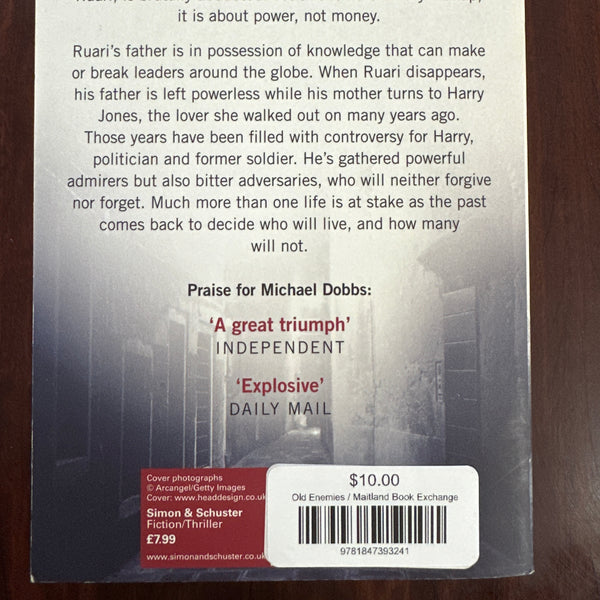 it is about power, not money.
Ruari's father is in possession of knowledge that can make
or break leaders around the globe. When Ruari disappears,
his father is left powerless while his mother turns to Harry
Jones, the lover she walked out on many years ago.
Those years have been filled with controversy for Harry,
politician and former soldier. He's gathered powerful
admirers but also bitter adversaries, who will neither forgive
nor forget. Much more than one life is at stake as the past
comes back to decide who will live, and how many
will not.
Praise for Michael Dobbs:
'A great triumph'
INDEPENDENT
'Explosive'
DAILY MAIL
Cover photographs
© Arcangel/Getty Images
Cover: www.headdesign.co.uk
Simon & Schuster
Fiction/Thriller
£7.99
www.simonandschuster.co.uk
$10.00
Old Enemies / Maitland Book Exchange
9781847393241